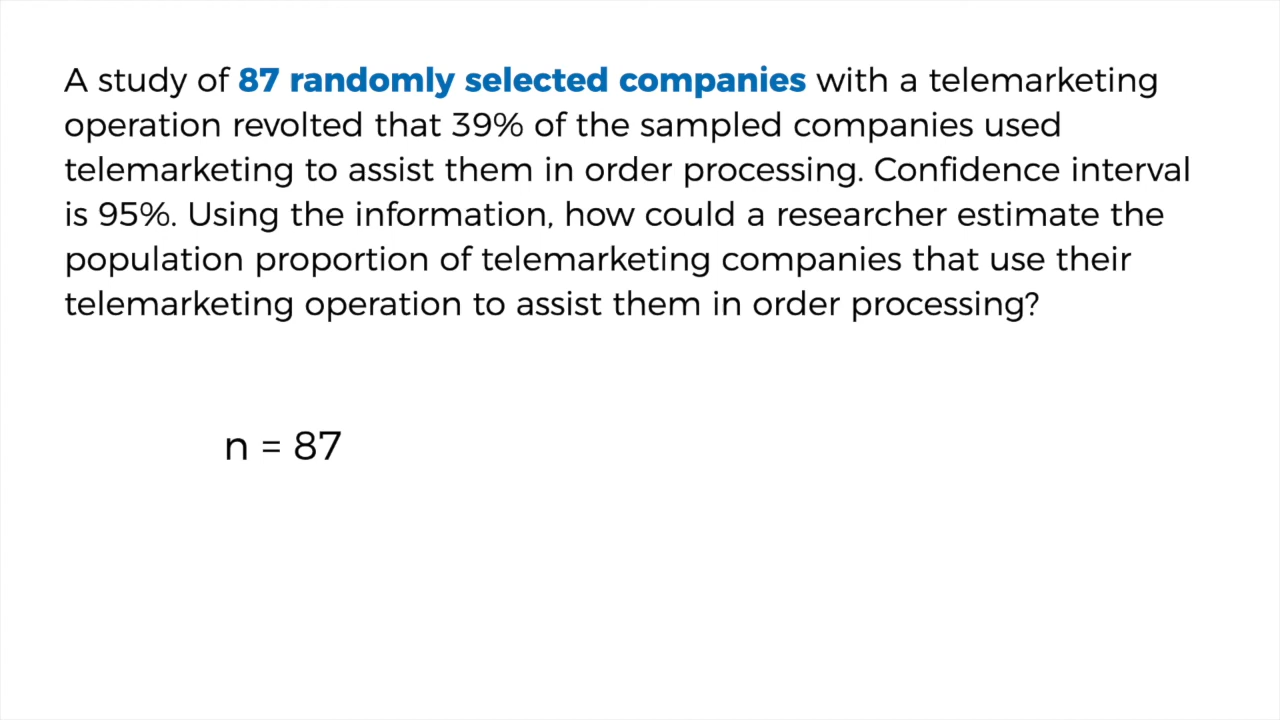 A study of 87 randomly selected companies with a telemarketing
operation revolted that 39% of the sampled companies used
telemarketing to assist them in order processing. Confidence interval
is 95%. Using the information, how could a researcher estimate the
population proportion of telemarketing companies that use their
telemarketing operation to assist them in order processing?
n = 87